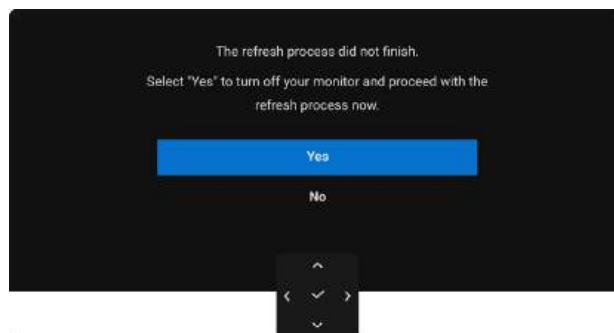 The refresh process did not finish.
Select "Yes" to turn off your monitor and proceed with the
refresh process now.
Yes
No